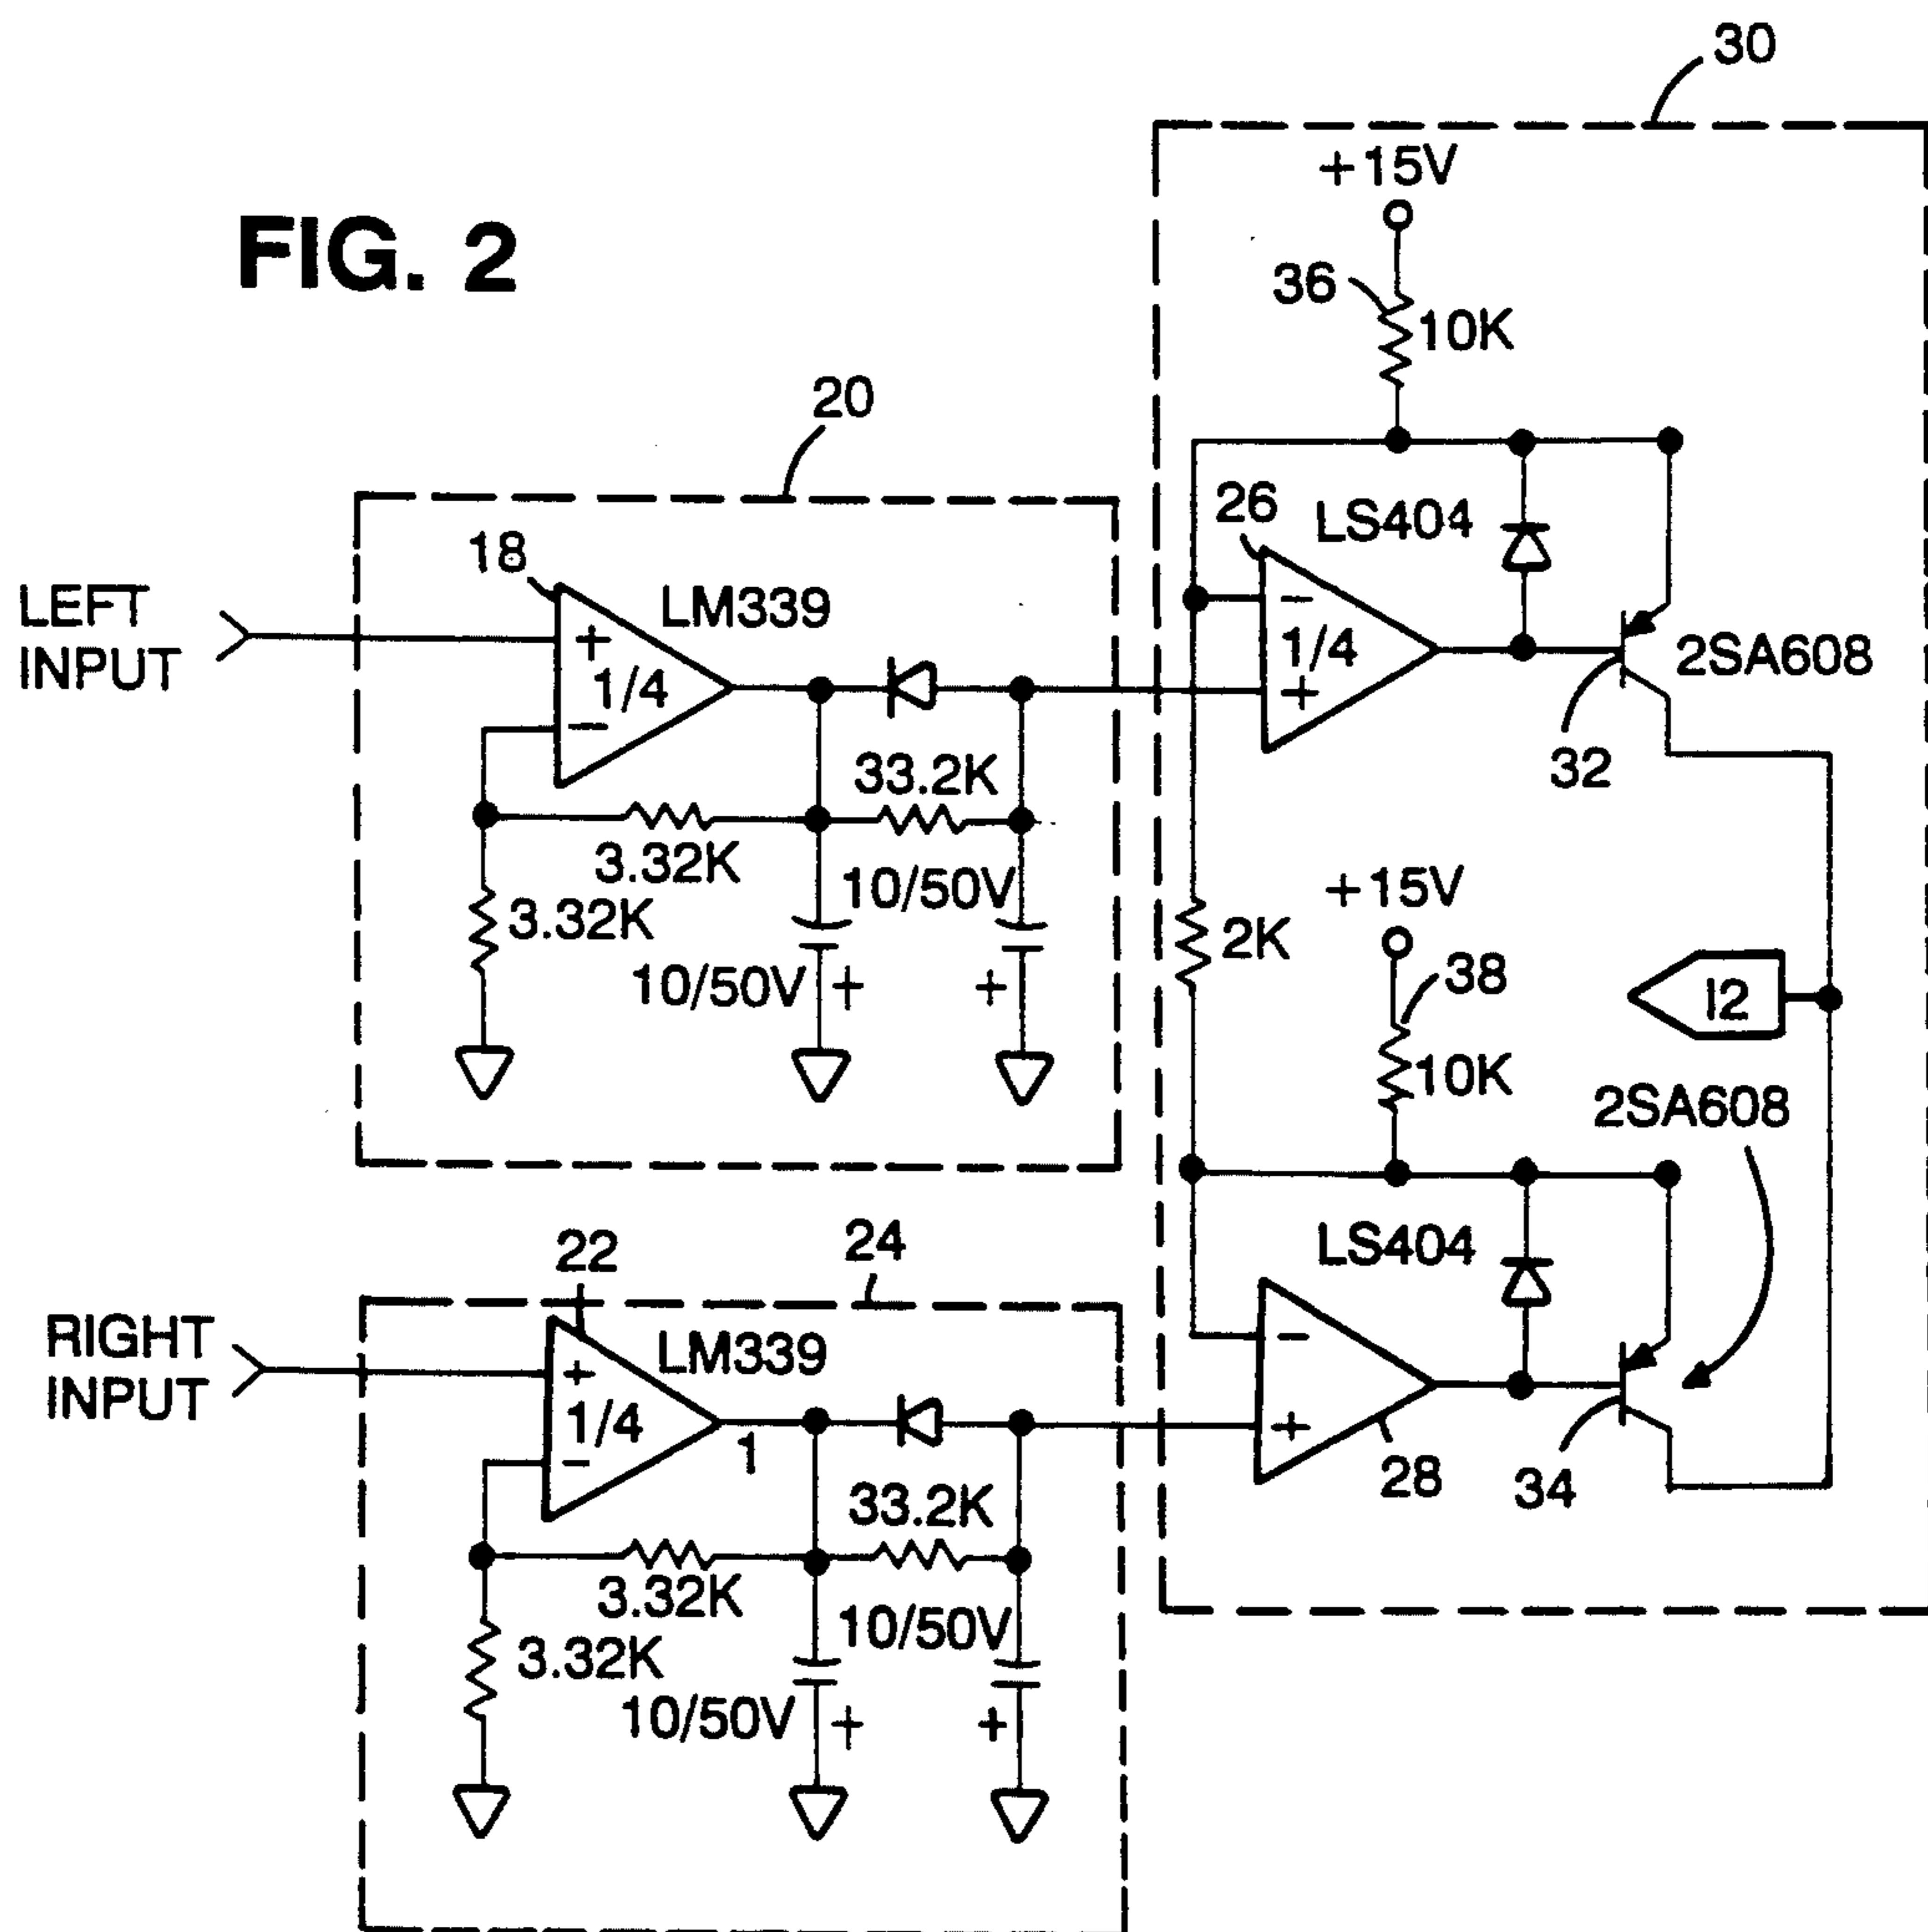 FIG. 2
30
+15V
36
10K
20
26
LS404
18
LM339
LEFT
INPUT
+
1/4
−
−
1/4
+
2SA608
32
33.2K
3.32K
3.32K
10/50V
10/50V
+
+
2K
+15V
38
10K
I2
2SA608
22
24
LS404
RIGHT
INPUT
LM339
+
1/4
−
1
−
+
28
34
33.2K
3.32K
3.32K
10/50V
10/50V
+
+